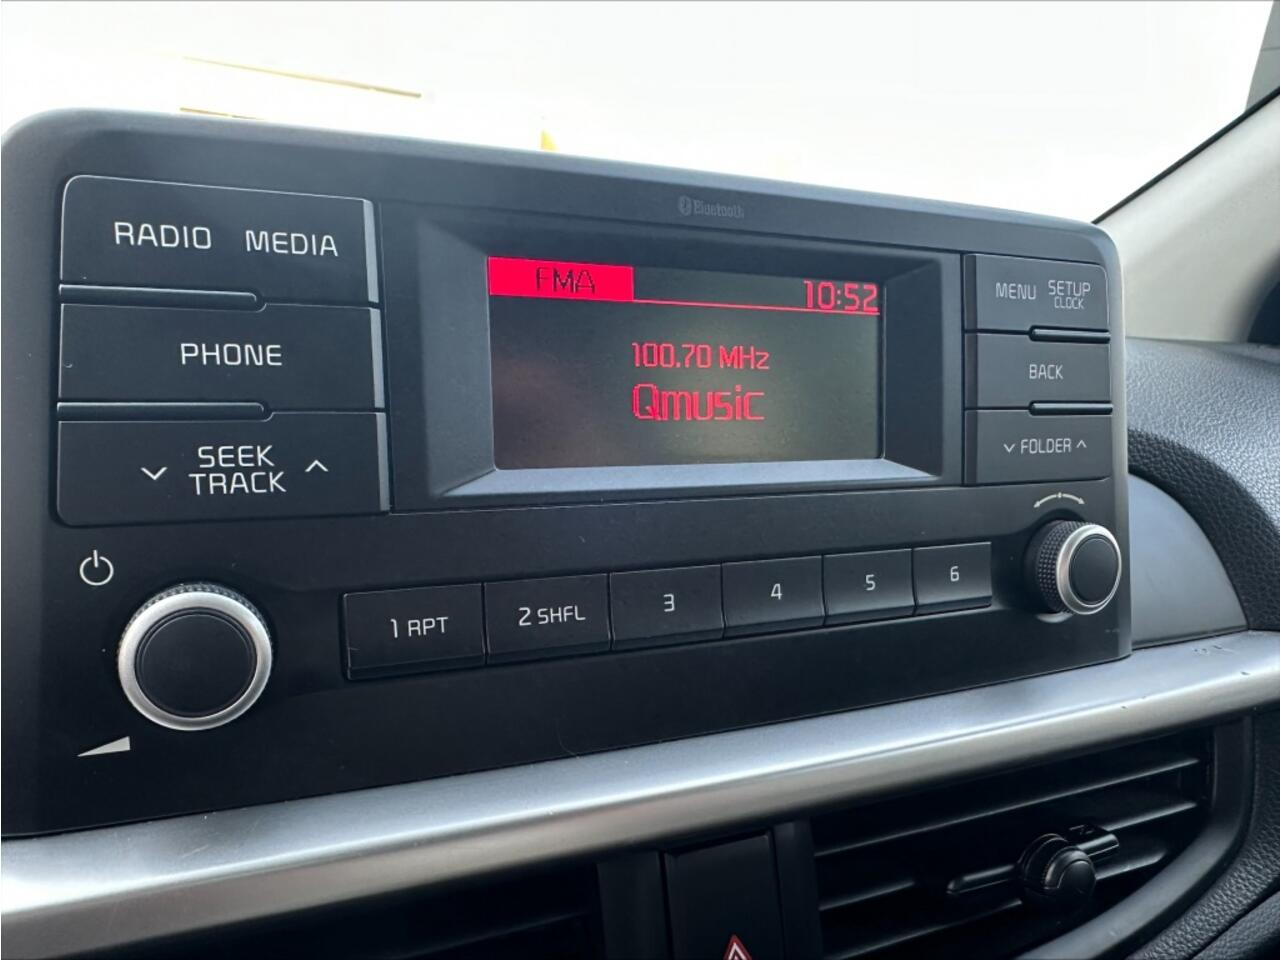 Bluetooth
RADIO MEDIA
PHONE
SEEK
TRACK
FMA 10:52
100.70 MHz
Qmusic
MENU SETUP
CLOCK
BACK
FOLDER
1 RPT 2 SHFL 3 4 5 6